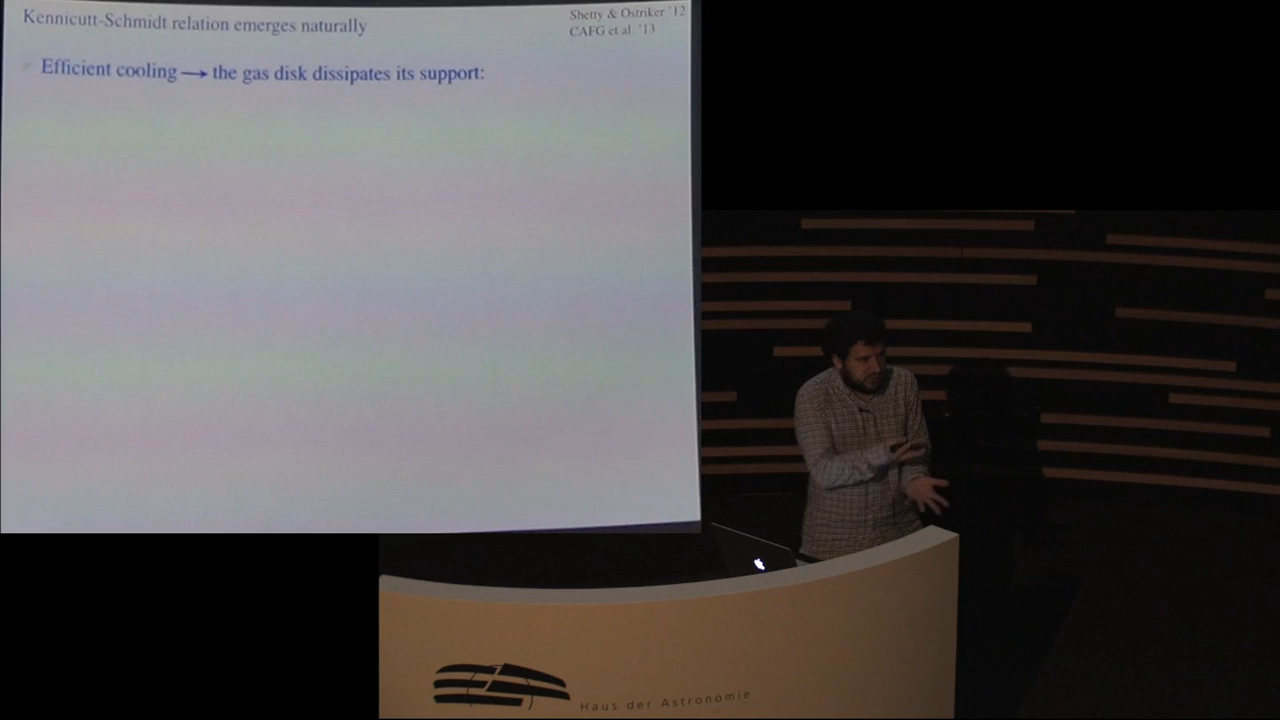 Kennicutt-Schmidt relation emerges naturally
Shetty & Ostriker '12
CAFG et al. '13
Efficient cooling → the gas disk dissipates its support:
Haus der Astronomie